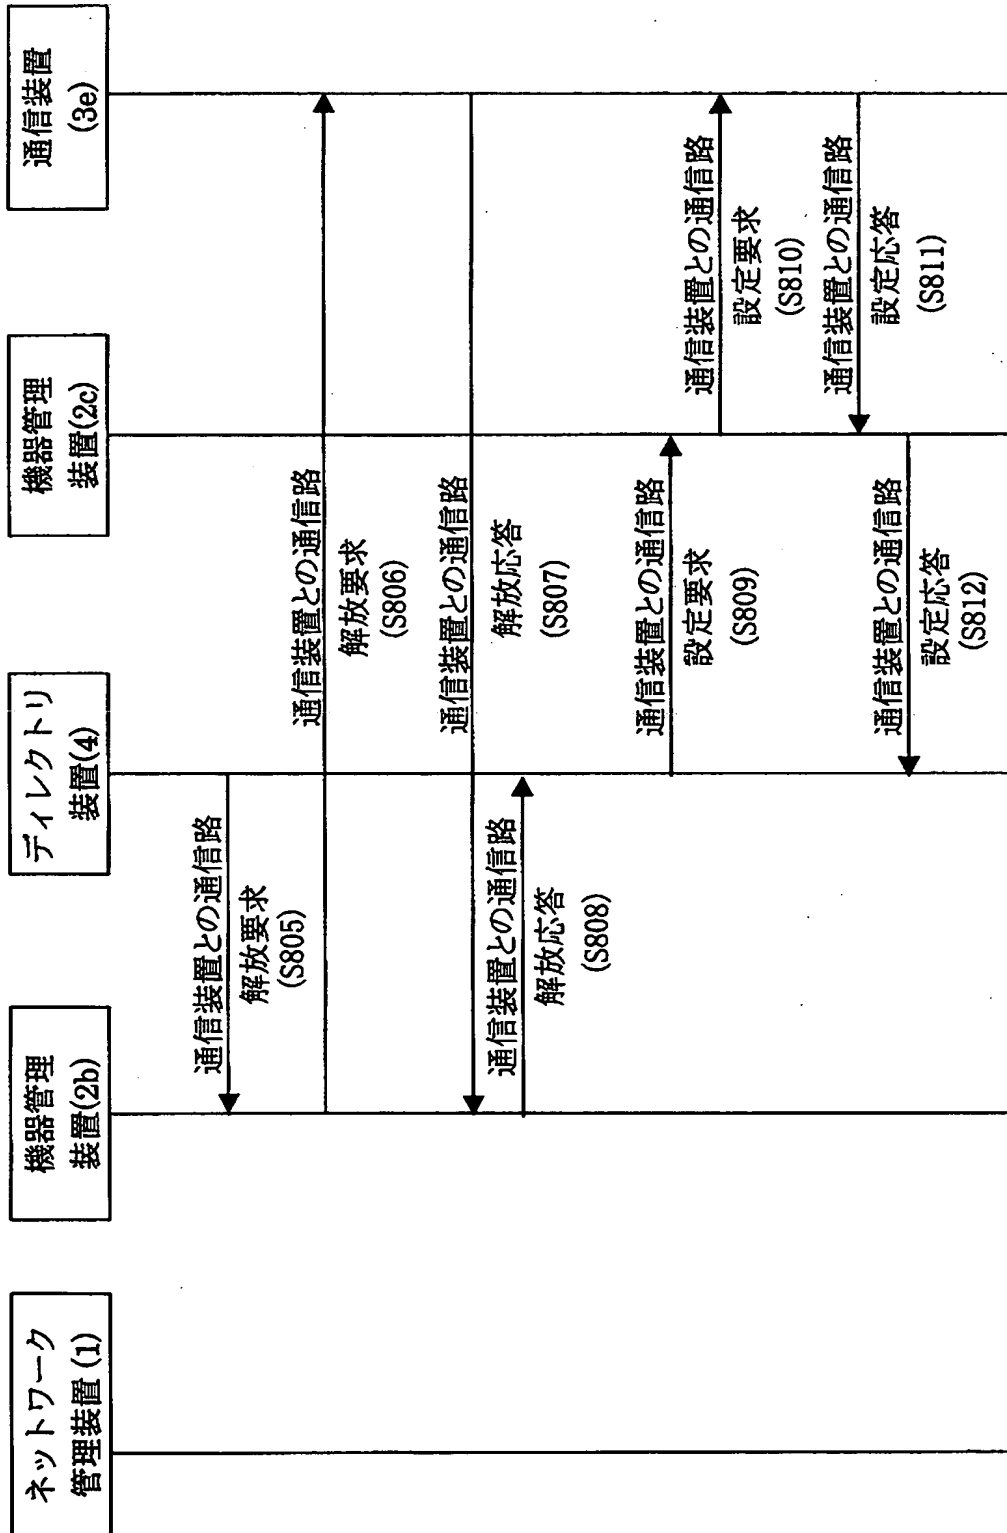 ネットワーク
管理装置(1)
機器管理
装置(2b)
ディレクトリ
装置(4)
機器管理
装置(2c)
通信装置
(3e)
通信装置との通信路
解放要求
(S805)
通信装置との通信路
解放要求
(S806)
通信装置との通信路
解放応答
(S807)
通信装置との通信路
解放応答
(S808)
通信装置との通信路
設定要求
(S809)
通信装置との通信路
設定要求
(S810)
通信装置との通信路
設定応答
(S811)
通信装置との通信路
設定応答
(S812)